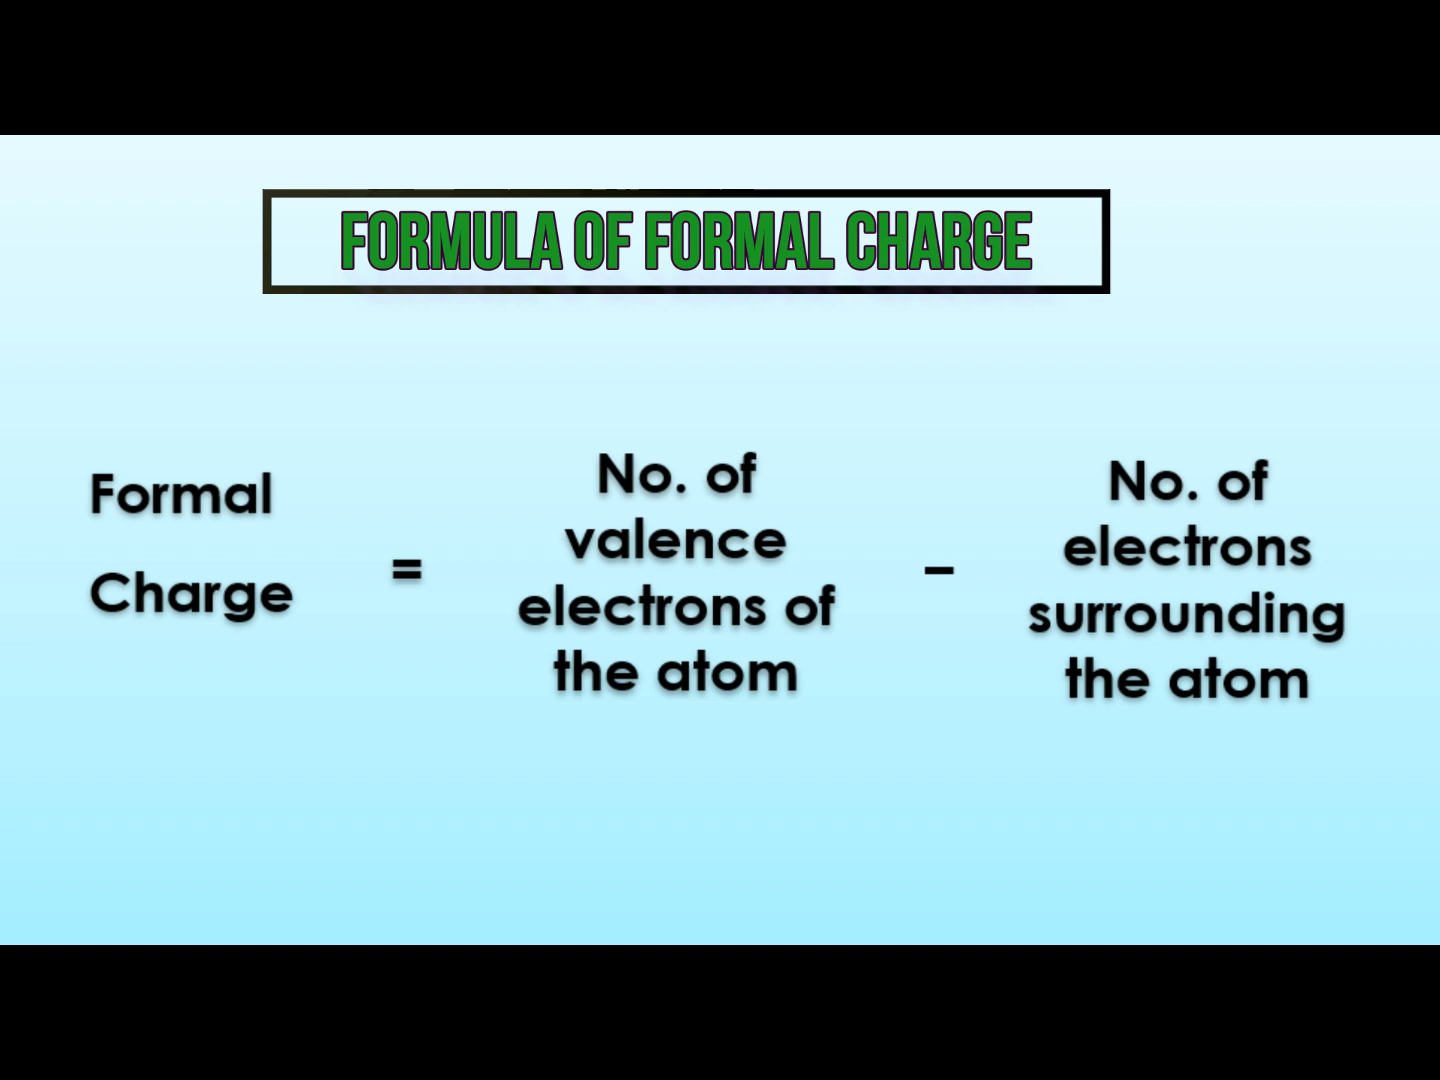 FORMULA OF FORMAL CHARGE
Formal
Charge
=
No. of
valence
electrons of
the atom
–
No. of
electrons
surrounding
the atom